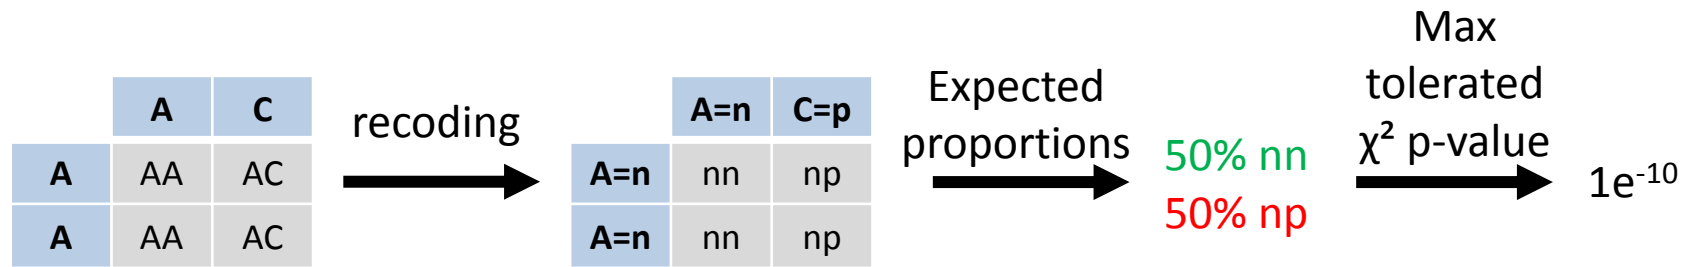 A C
A AA AC
A AA AC
recoding
A=n C=p
A=n nn np
A=n nn np
Expected
proportions
50% nn
50% np
Max
tolerated
χ² p-value
1e⁻¹⁰